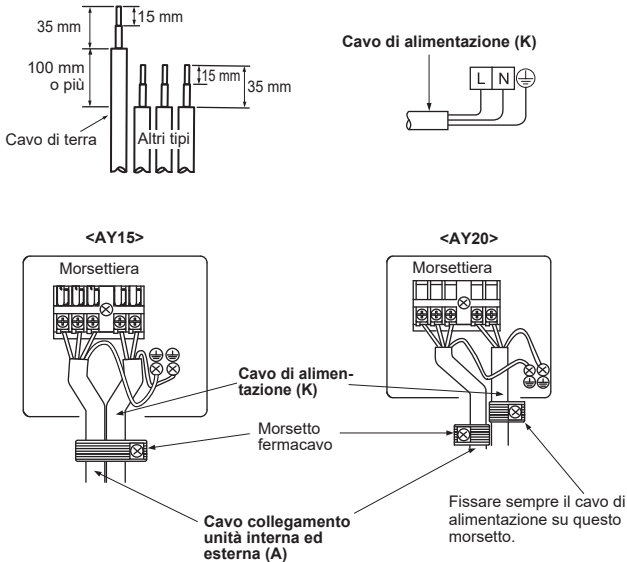 35 mm
15 mm
100 mm
o più
Cavo di terra
Altri tipi
15 mm
35 mm
Cavo di alimentazione (K)
L N
<AY15>
Morsettiera
<AY20>
Morsettiera
Cavo di alimen-
tazione (K)
Morsetto
fermacavo
Cavo collegamento
unità interna ed
esterna (A)
Fissare sempre il cavo di
alimentazione su questo
morsetto.